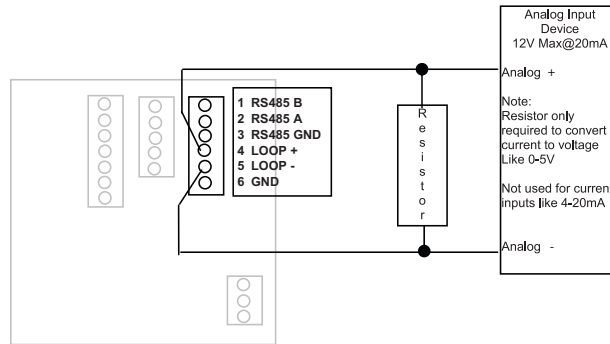 Analog Input
Device
12V Max@20mA
Analog +
Note:
Resistor only
required to convert
current to voltage
Like 0-5V
Not used for current
inputs like 4-20mA
Analog -
1 RS485 B
2 RS485 A
3 RS485 GND
4 LOOP +
5 LOOP -
6 GND
Resistor